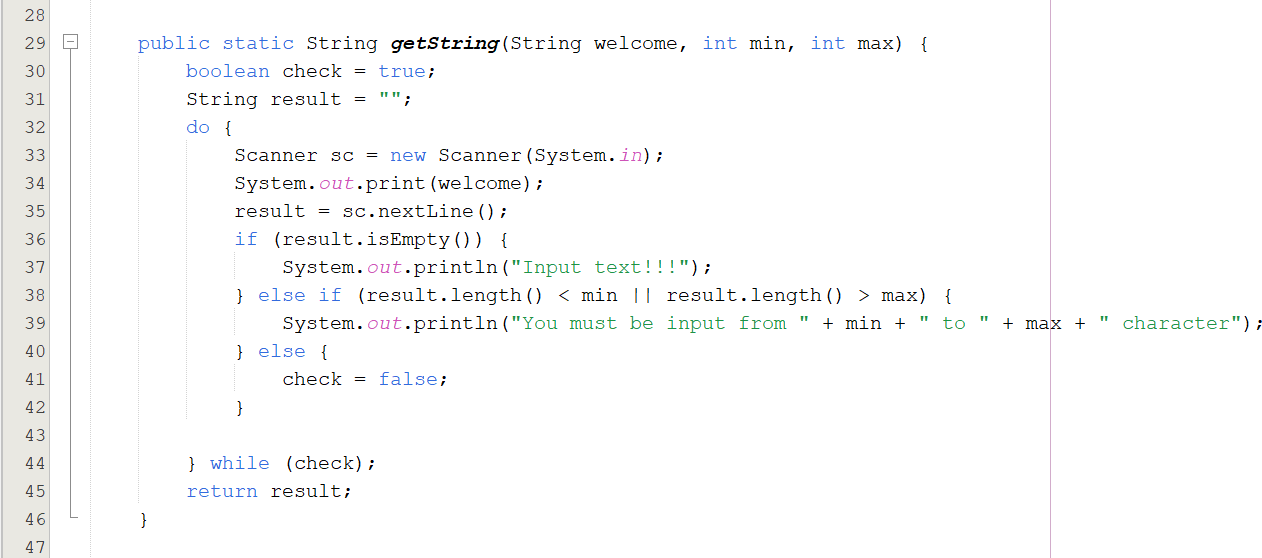 28
29 public static String getString(String welcome, int min, int max) {
30 boolean check = true;
31 String result = "";
32 do {
33 Scanner sc = new Scanner(System.in);
34 System.out.print(welcome);
35 result = sc.nextLine();
36 if (result.isEmpty()) {
37 System.out.println("Input text!!!");
38 } else if (result.length() < min || result.length() > max) {
39 System.out.println("You must be input from " + min + " to " + max + " character");
40 } else {
41 check = false;
42 }
43
44 } while (check);
45 return result;
46 }
47